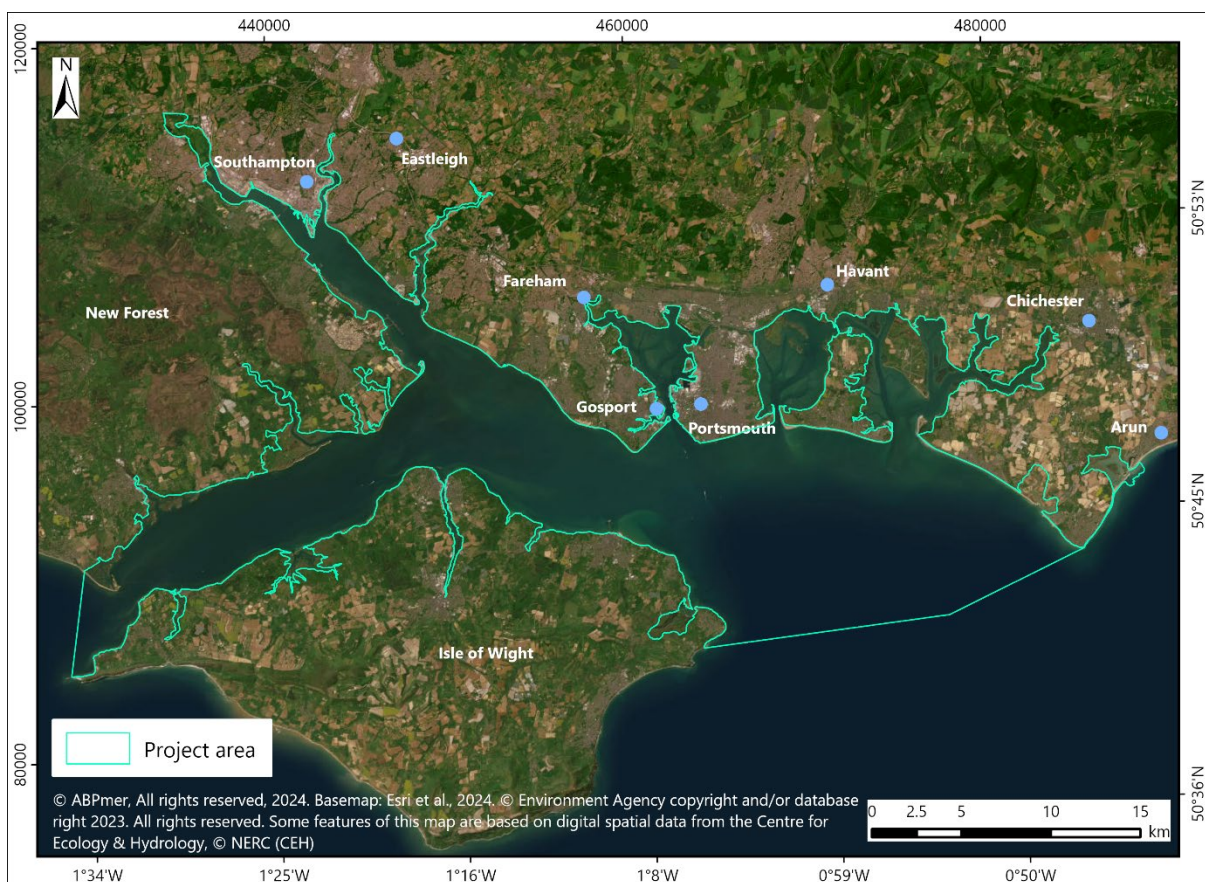 440000
460000
480000
120000
N
Southampton
Eastleigh
50°53'N
New Forest
Fareham
Havant
Chichester
100000
Gosport
Portsmouth
Arun
50°45'N
Isle of Wight
Project area
80000
50°36'N
© ABPmer, All rights reserved, 2024. Basemap: Esri et al., 2024. © Environment Agency copyright and/or database
right 2023. All rights reserved. Some features of this map are based on digital spatial data from the Centre for
Ecology & Hydrology, © NERC (CEH)
0 2.5 5 10 15
km
1°34'W
1°25'W
1°16'W
1°8'W
0°59'W
0°50'W